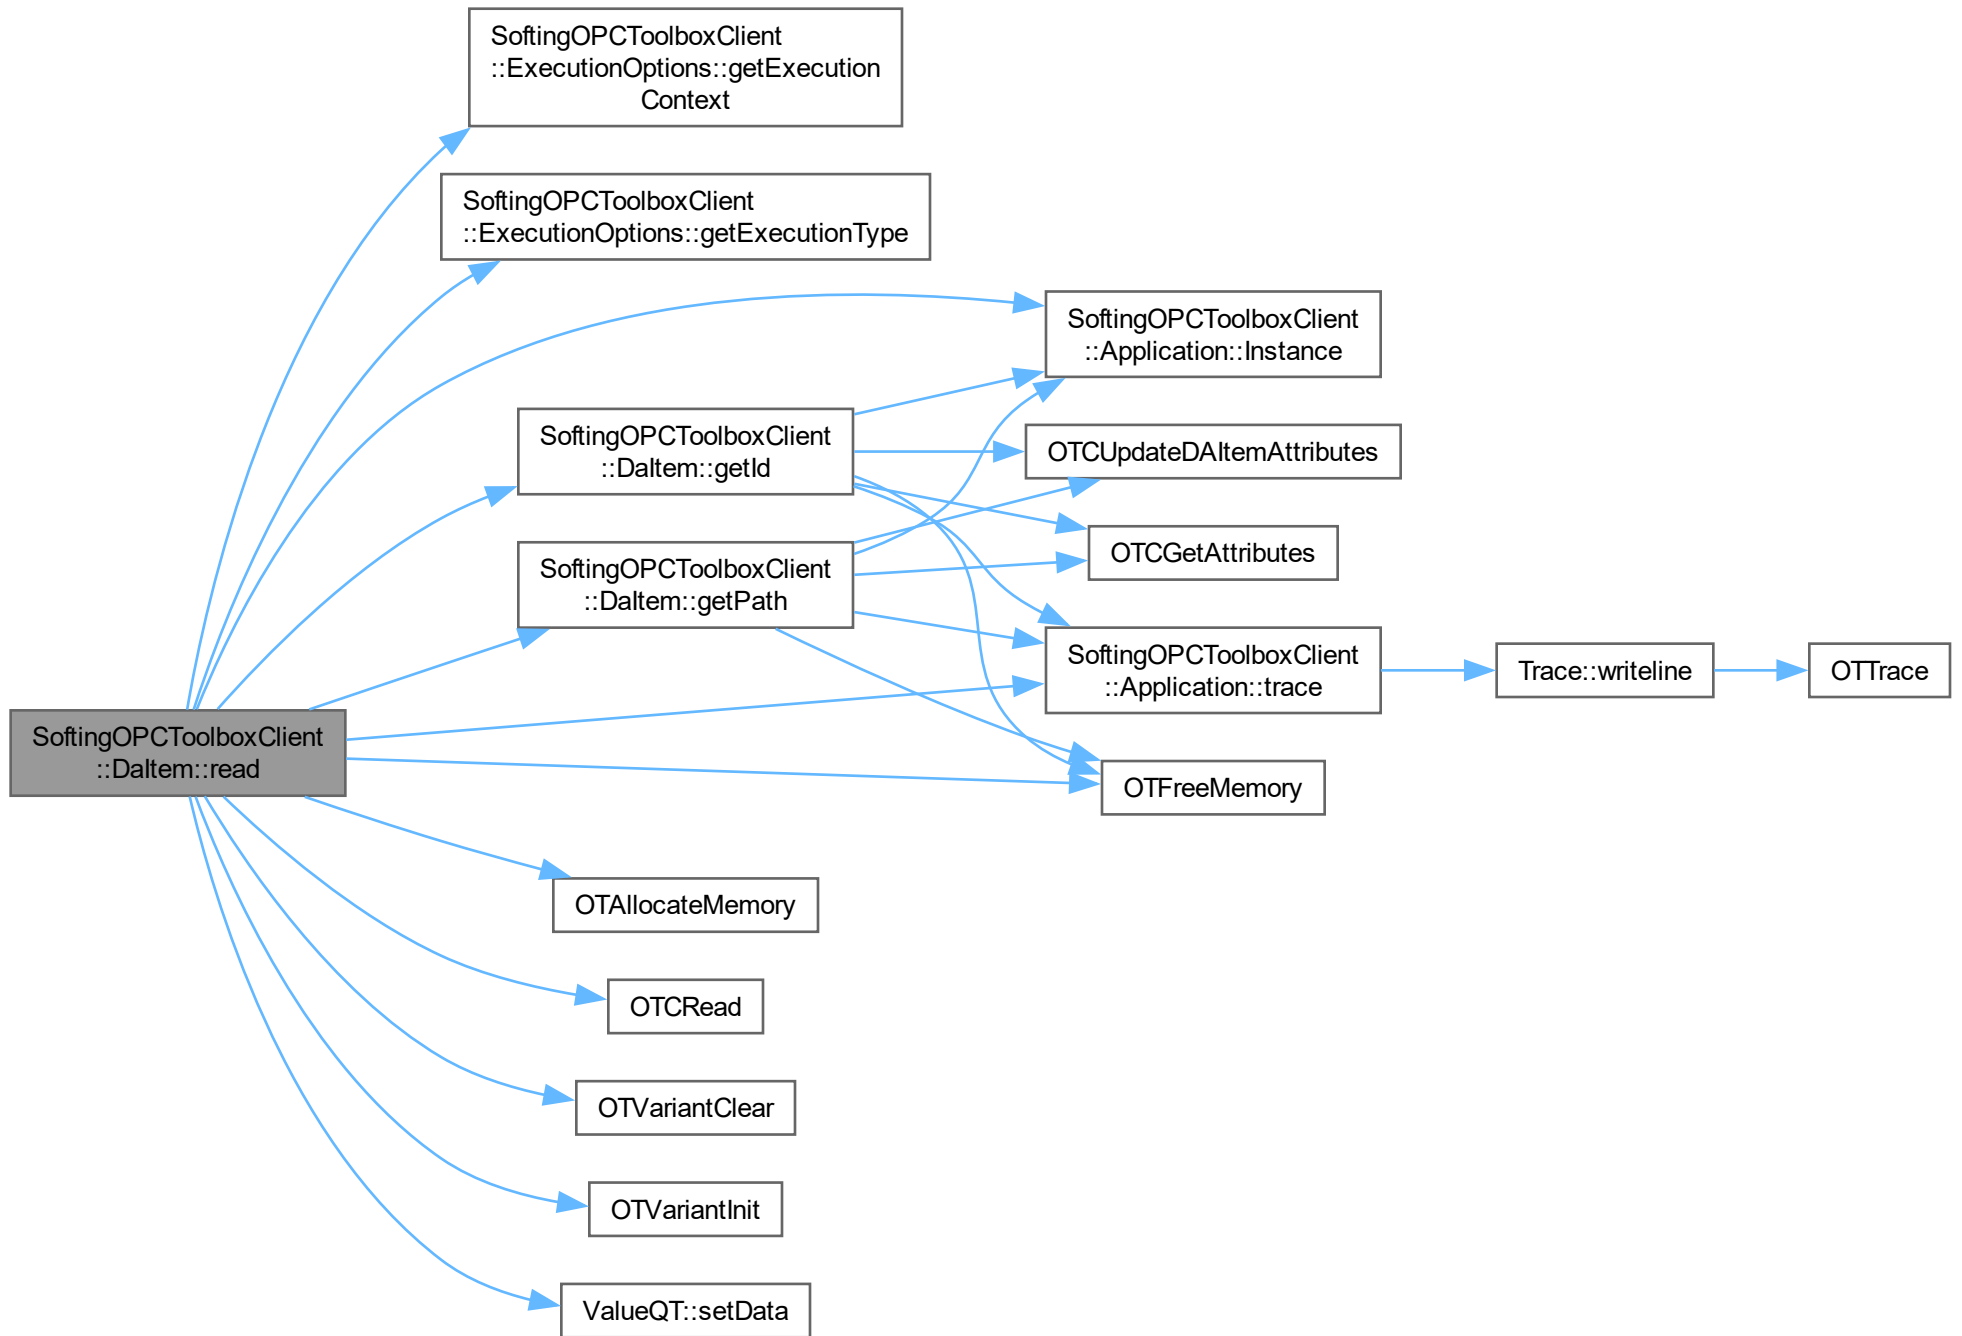 SoftingOPCToolboxClient
::ExecutionOptions::getExecution
Context
SoftingOPCToolboxClient
::ExecutionOptions::getExecutionType
SoftingOPCToolboxClient
::Application::Instance
SoftingOPCToolboxClient
::DaItem::getId
OTCUpdateDAItemAttributes
OTCGetAttributes
SoftingOPCToolboxClient
::DaItem::getPath
SoftingOPCToolboxClient
::Application::trace
Trace::writeline
OTTrace
SoftingOPCToolboxClient
::DaItem::read
OTFreeMemory
OTAllocateMemory
OTCRead
OTVariantClear
OTVariantInit
ValueQT::setData